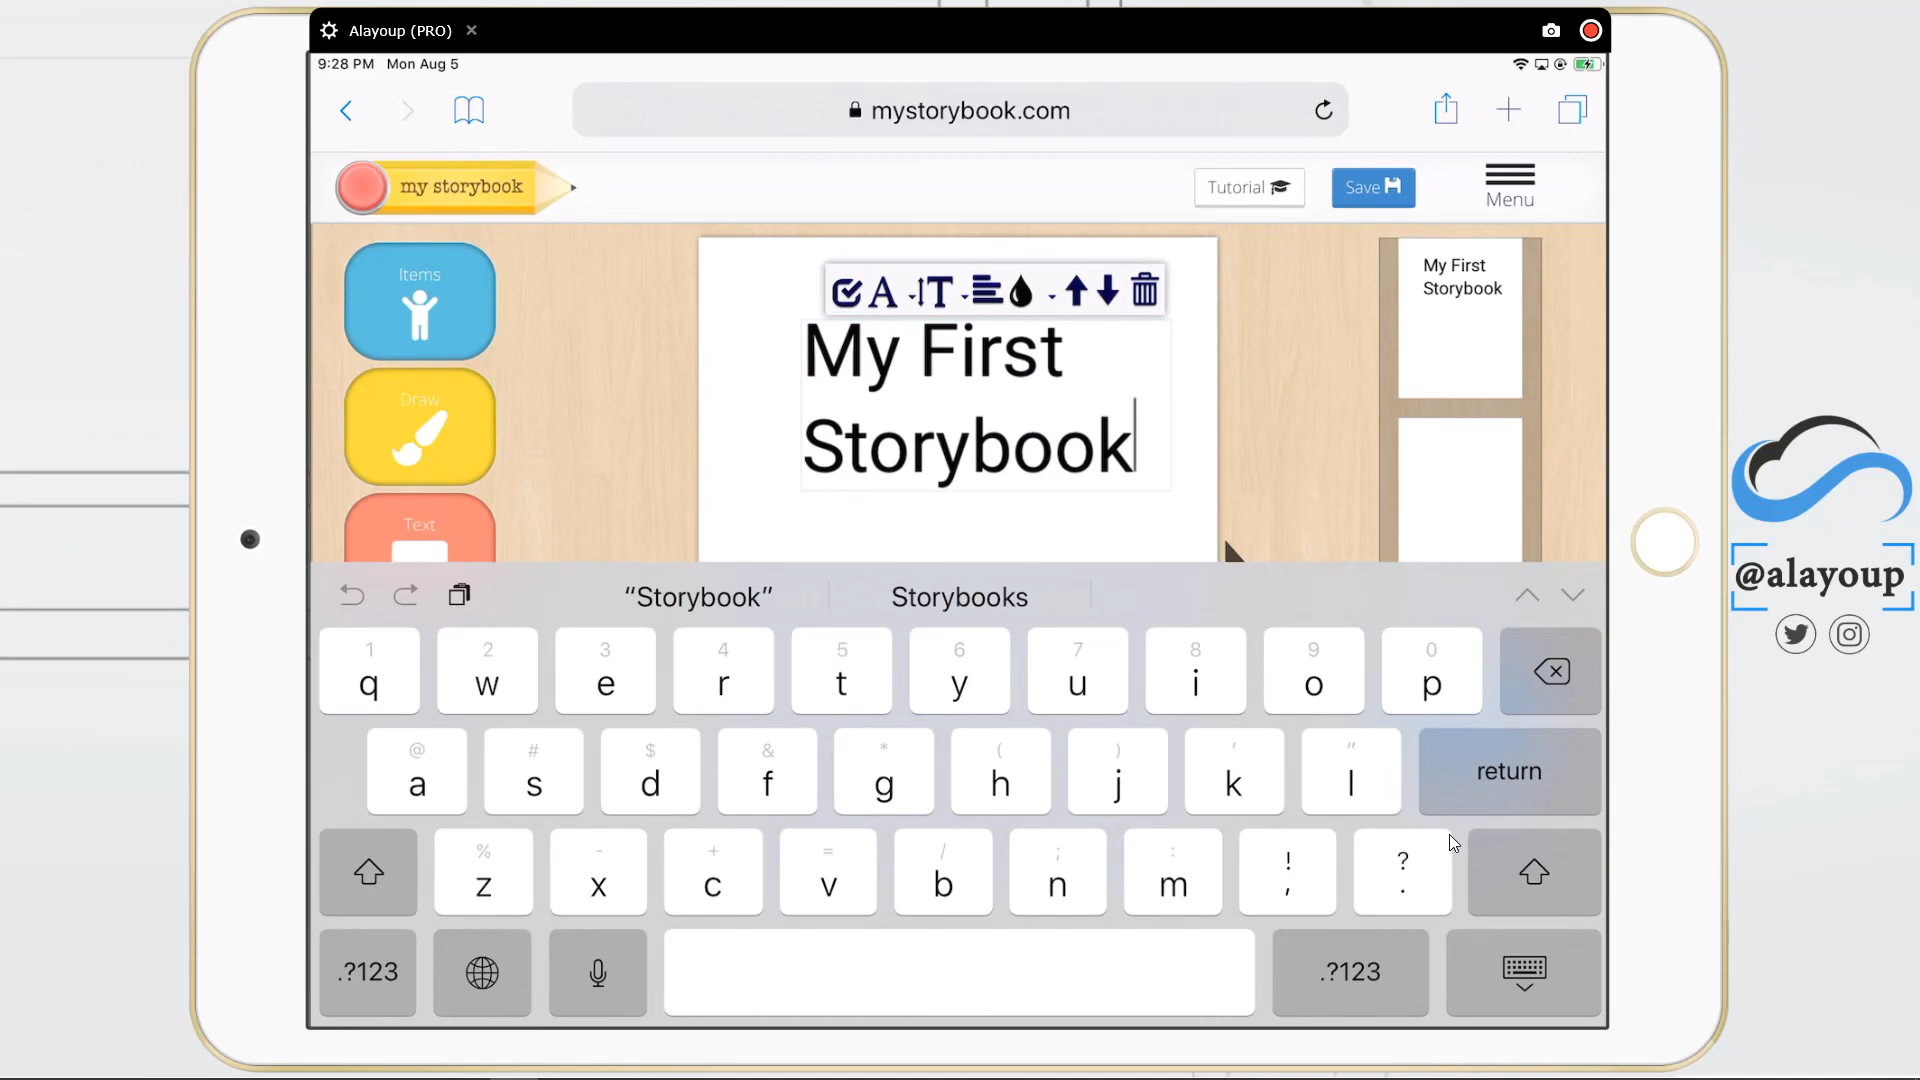 Alayoup (PRO)
9:28 PM Mon Aug 5
mystorybook.com
my storybook
Tutorial
Save
Menu
Items
Draw
Text
My First
Storybook
My First
Storybook
@alayoup
“Storybook” Storybooks
1 2 3 4 5 6 7 8 9 0
q w e r t y u i o p
@ # $ & * ( ) ' "
a s d f g h j k l return
% - + = / ; : ! ?
z x c v b n m , .
.?123 .?123